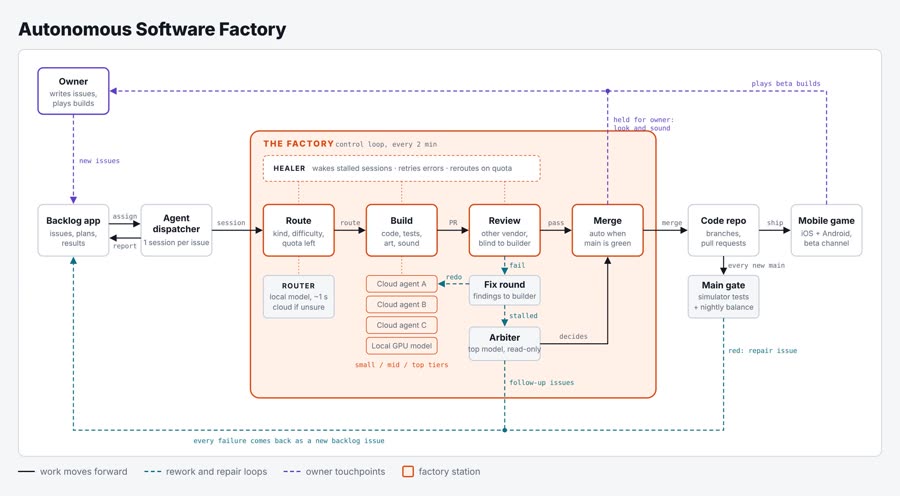 Autonomous Software Factory
Owner
writes issues,
plays builds
plays beta builds
held for owner:
look and sound
THE FACTORY control loop, every 2 min
new issues
HEALER wakes stalled sessions · retries errors · reroutes on quota
Backlog app
issues, plans,
results
assign
report
Agent
dispatcher
1 session per issue
session
Route
kind, difficulty,
quota left
route
Build
code, tests,
art, sound
PR
Review
other vendor,
blind to builder
pass
Merge
auto when
main is green
merge
Code repo
branches,
pull requests
ship
Mobile game
iOS + Android,
beta channel
fail
every new main
ROUTER
local model, ~1 s
cloud if unsure
Cloud agent A
Cloud agent B
Cloud agent C
Local GPU model
small / mid / top tiers
redo
Fix round
findings to builder
stalled
Arbiter
top model, read-only
decides
Main gate
simulator tests
+ nightly balance
red: repair issue
follow-up issues
every failure comes back as a new backlog issue
work moves forward
rework and repair loops
owner touchpoints
factory station